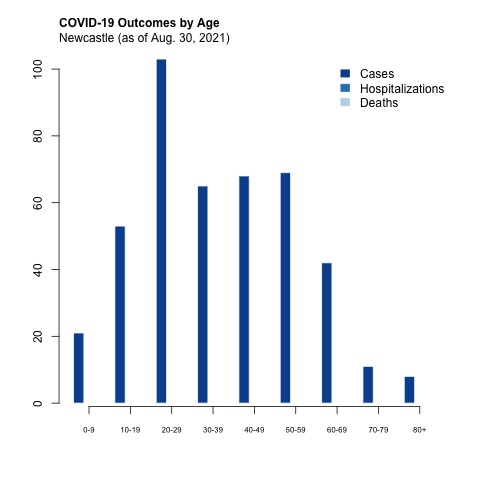 COVID-19 Outcomes by Age
Newcastle (as of Aug. 30, 2021)
Cases
Hospitalizations
Deaths
100
80
60
40
20
0
0-9 10-19 20-29 30-39 40-49 50-59 60-69 70-79 80+